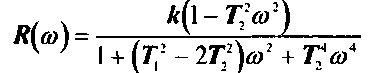 R(ω) = k(1 − T₂²ω²) / 1 + (T₁² − 2T₂²)ω² + T₂⁴ω⁴